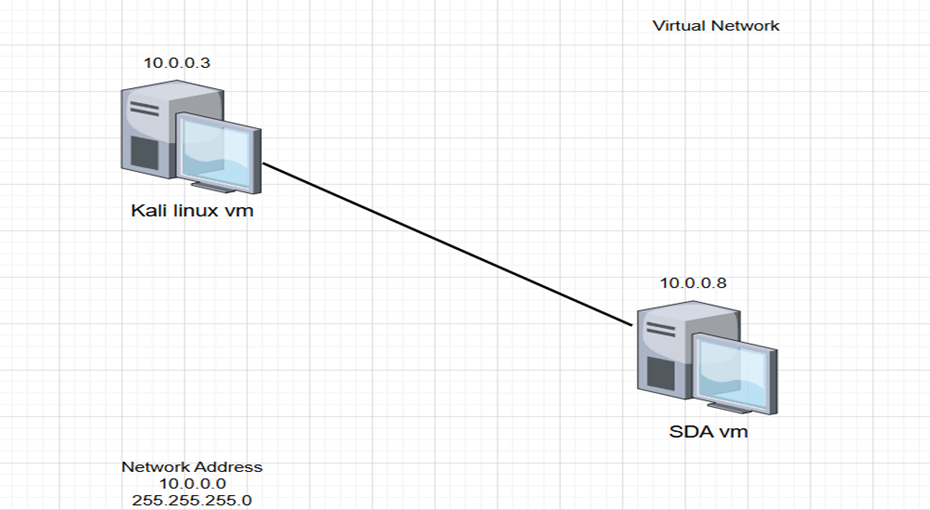 Virtual Network
10.0.0.3
Kali linux vm
10.0.0.8
SDA vm
Network Address
10.0.0.0
255.255.255.0